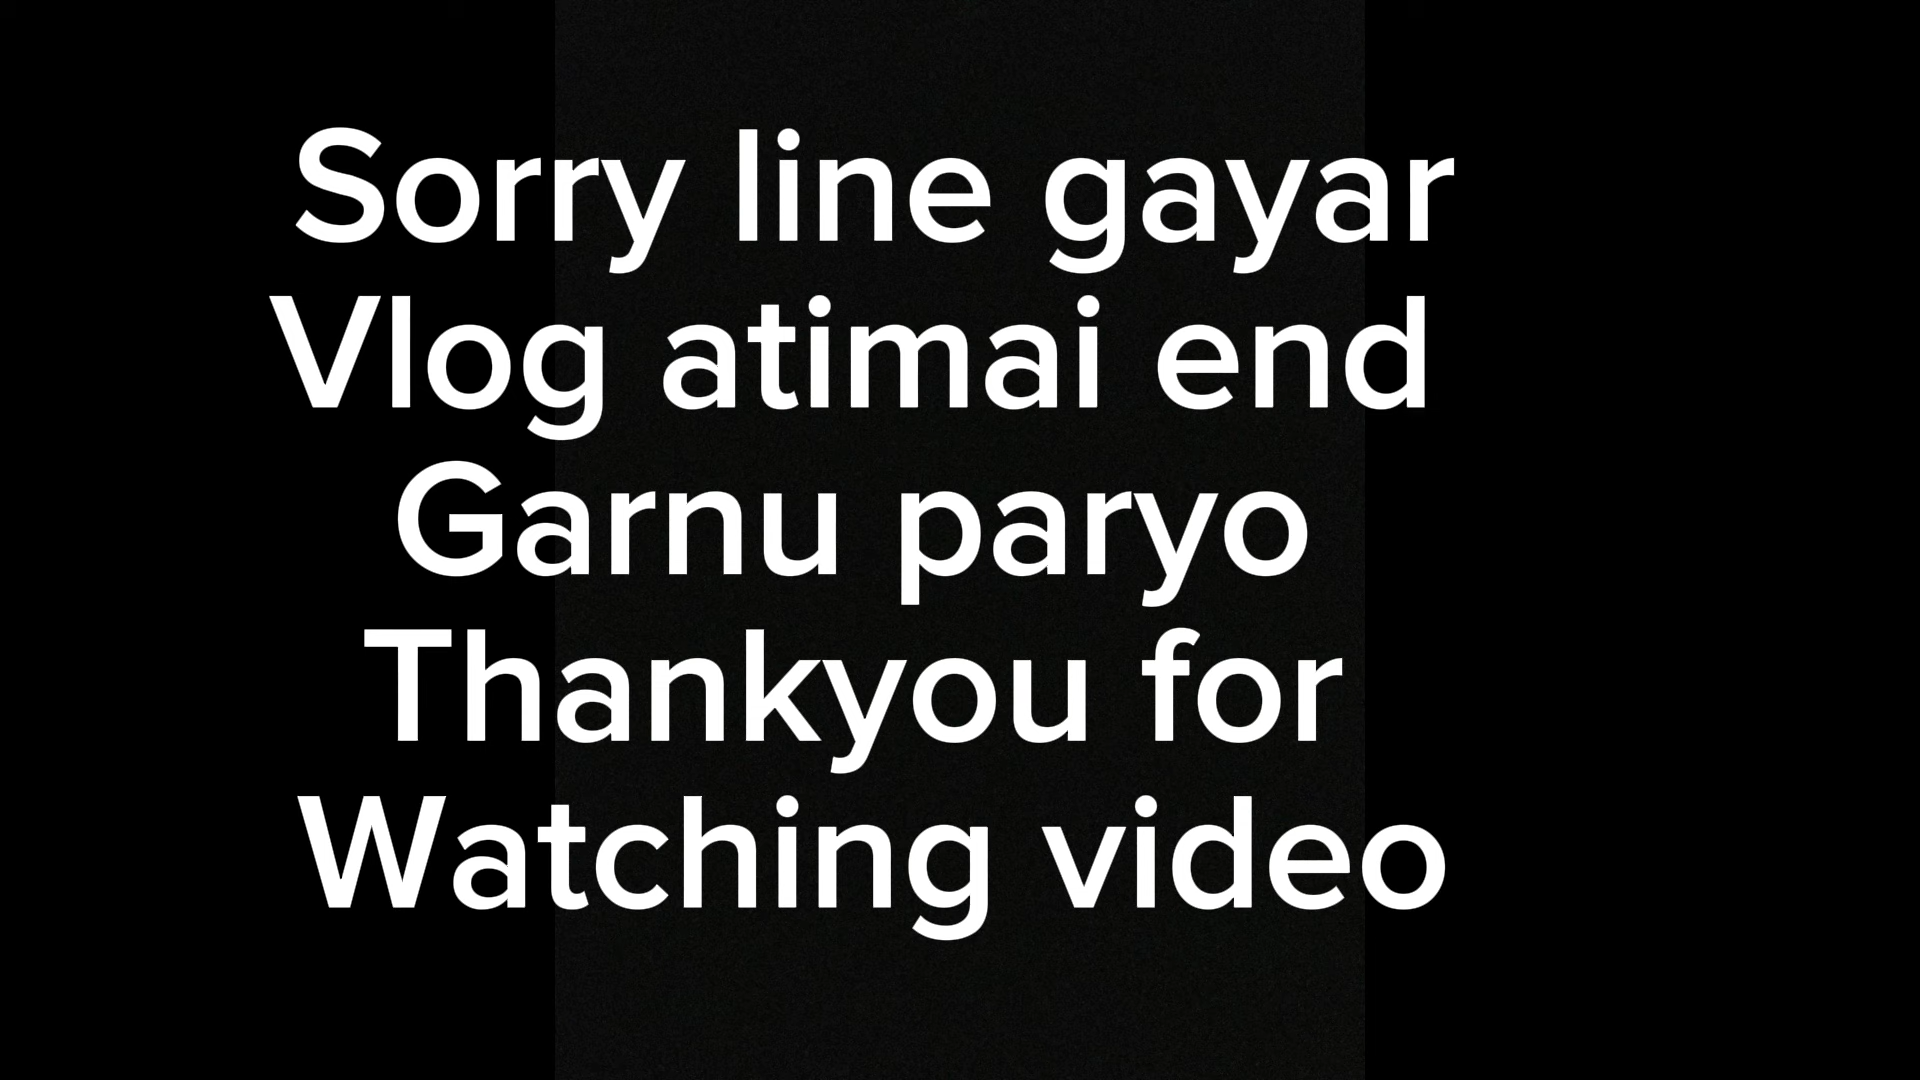 Sorry line gayar
Vlog atimai end
Garnu paryo
Thankyou for
Watching video